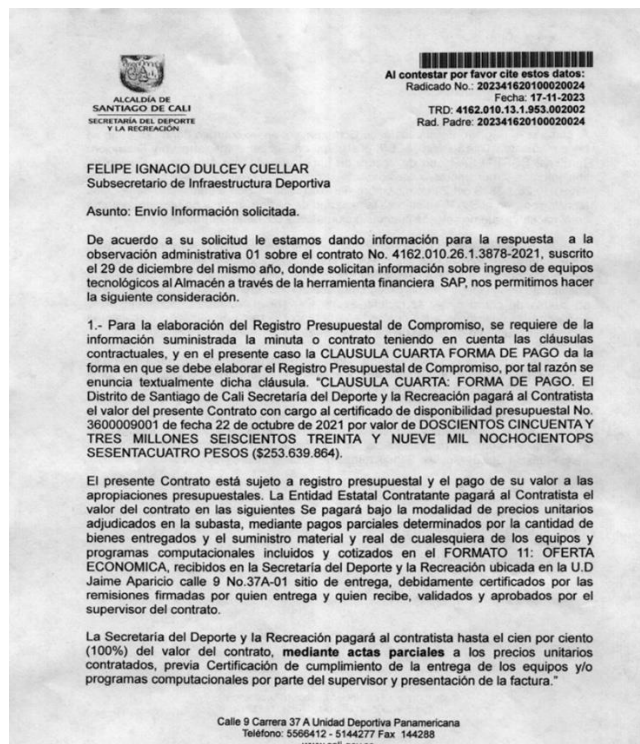 ALCALDÍA DE
SANTIAGO DE CALI
SECRETARÍA DEL DEPORTE
Y LA RECREACIÓN
Al contestar por favor cite estos datos:
Radicado No.: 202341620100020024
Fecha: 17-11-2023
TRD: 4162.010.13.1.953.002002
Rad. Padre: 202341620100020024
FELIPE IGNACIO DULCEY CUELLAR
Subsecretario de Infraestructura Deportiva
Asunto: Envío Información solicitada.
De acuerdo a su solicitud le estamos dando información para la respuesta a la
observación administrativa 01 sobre el contrato No. 4162.010.26.1.3878-2021, suscrito
el 29 de diciembre del mismo año, donde solicitan información sobre ingreso de equipos
tecnológicos al Almacén a través de la herramienta financiera SAP, nos permitimos hacer
la siguiente consideración.
1.- Para la elaboración del Registro Presupuestal de Compromiso, se requiere de la
información suministrada la minuta o contrato teniendo en cuenta las cláusulas
contractuales, y en el presente caso la CLAUSULA CUARTA FORMA DE PAGO da la
forma en que se debe elaborar el Registro Presupuestal de Compromiso, por tal razón se
enuncia textualmente dicha cláusula. "CLAUSULA CUARTA: FORMA DE PAGO. El
Distrito de Santiago de Cali Secretaría del Deporte y la Recreación pagará al Contratista
el valor del presente Contrato con cargo al certificado de disponibilidad presupuestal No.
3600009001 de fecha 22 de octubre de 2021 por valor de DOSCIENTOS CINCUENTA Y
TRES MILLONES SEISCIENTOS TREINTA Y NUEVE MIL NOCHOCIENTOPS
SESENTACUATRO PESOS ($253.639.864).
El presente Contrato está sujeto a registro presupuestal y el pago de su valor a las
apropiaciones presupuestales. La Entidad Estatal Contratante pagará al Contratista el
valor del contrato en las siguientes Se pagará bajo la modalidad de precios unitarios
adjudicados en la subasta, mediante pagos parciales determinados por la cantidad de
bienes entregados y el suministro material y real de cualesquiera de los equipos y
programas computacionales incluidos y cotizados en el FORMATO 11: OFERTA
ECONOMICA, recibidos en la Secretaría del Deporte y la Recreación ubicada en la U.D
Jaime Aparicio calle 9 No.37A-01 sitio de entrega, debidamente certificados por las
remisiones firmadas por quien entrega y quien recibe, validados y aprobados por el
supervisor del contrato.
La Secretaría del Deporte y la Recreación pagará al contratista hasta el cien por ciento
(100%) del valor del contrato, mediante actas parciales a los precios unitarios
contratados, previa Certificación de cumplimiento de la entrega de los equipos y/o
programas computacionales por parte del supervisor y presentación de la factura."
Calle 9 Carrera 37 A Unidad Deportiva Panamericana
Teléfono: 5566412 - 5144277 Fax 144288